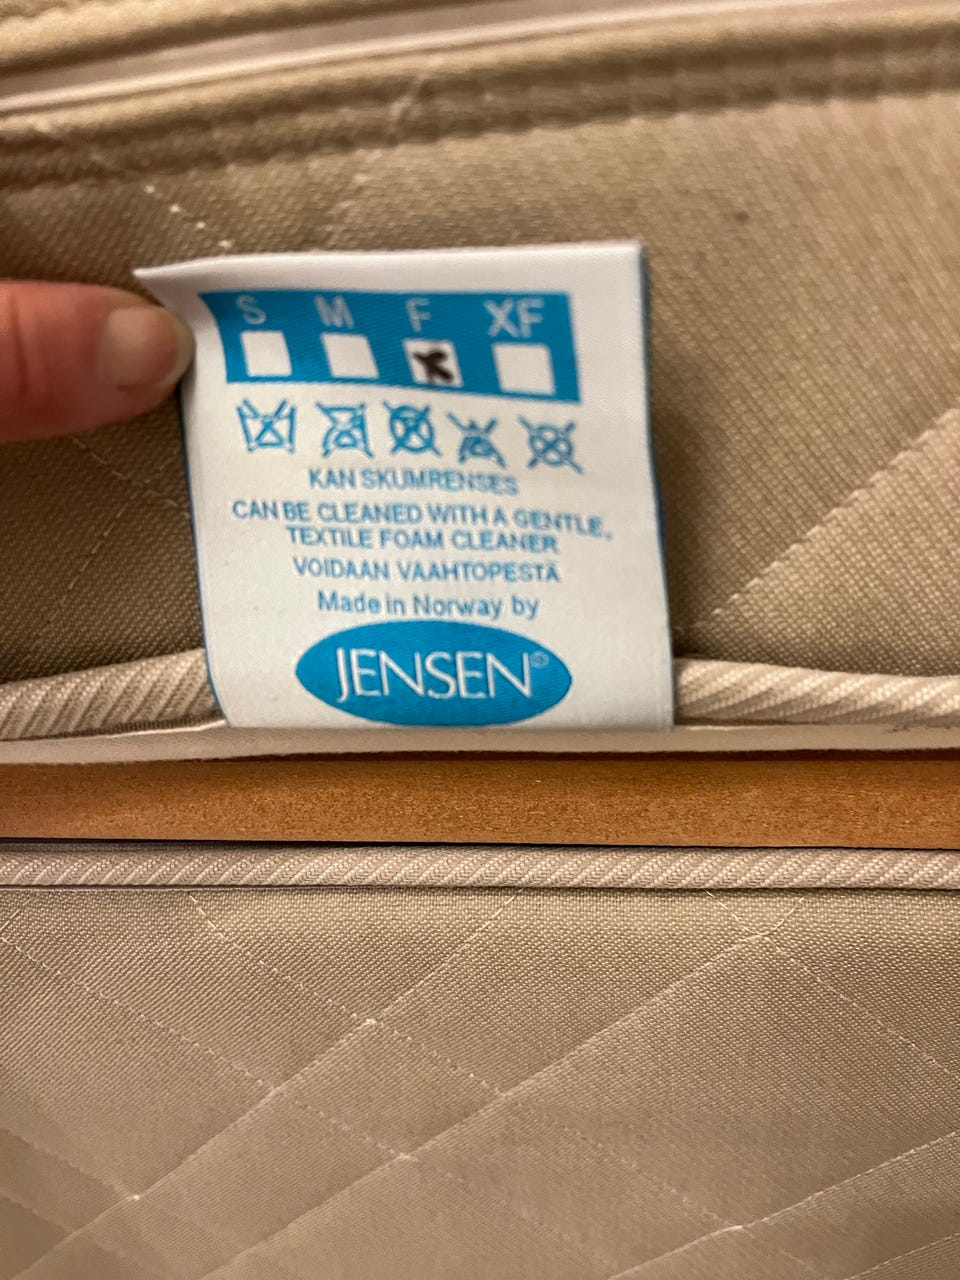 S M F XF
KAN SKUMRENSES
CAN BE CLEANED WITH A GENTLE,
TEXTILE FOAM CLEANER
VOIDAAN VAAHTOPESTÄ
Made in Norway by
JENSEN©